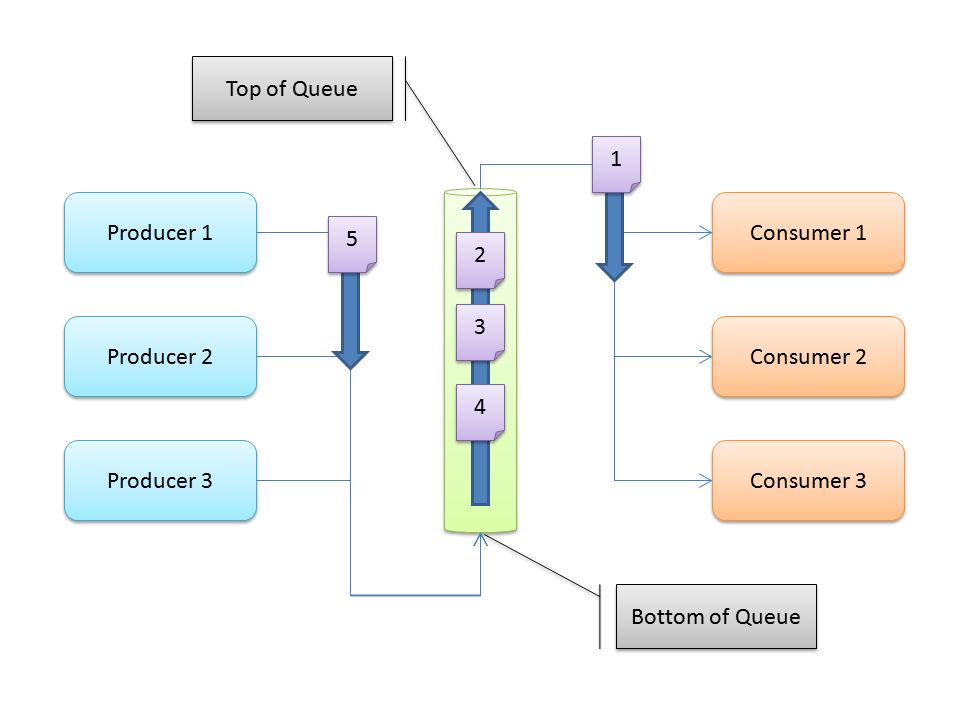 Top of Queue
1
Producer 1
5
2
Consumer 1
3
Producer 2
Consumer 2
4
Producer 3
Consumer 3
Bottom of Queue